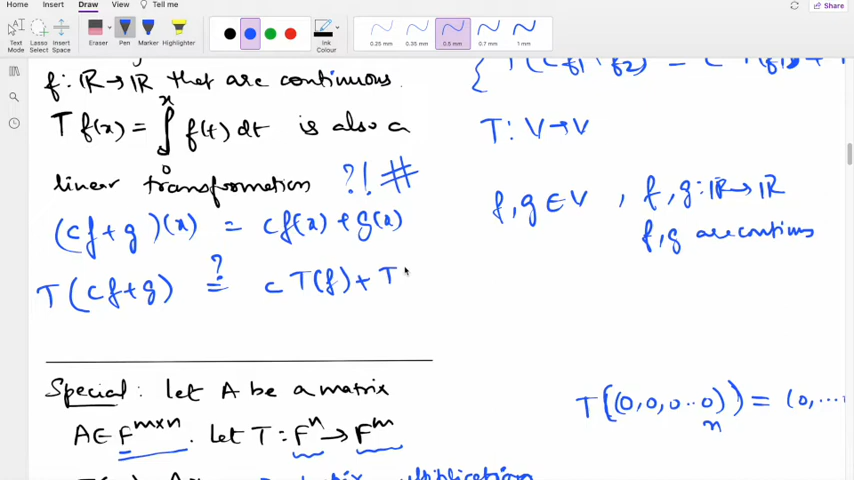 Home Insert Draw View Tell me
Share
Text Mode
Lasso Select
Insert Space
Eraser
Pen
Marker
Highlighter
Ink Colour
0.25 mm 0.35 mm 0.5 mm 0.7 mm 1 mm
f: ℝ → ℝ that are continuous.
T f(x) = ∫₀ˣ f(t) dt is also a
linear transformation ?! #
(cf+g)(x) = cf(x) + g(x)
T(cf+g) ≟ c T(f) + T
T: V → V
f, g ∈ V , f, g: ℝ → ℝ
f, g are
Special: let A be a matrix
A ∈ F^{m×n}. let T: Fⁿ → Fᵐ
T((0,0,0..0)) = (0,....
n
multiplication